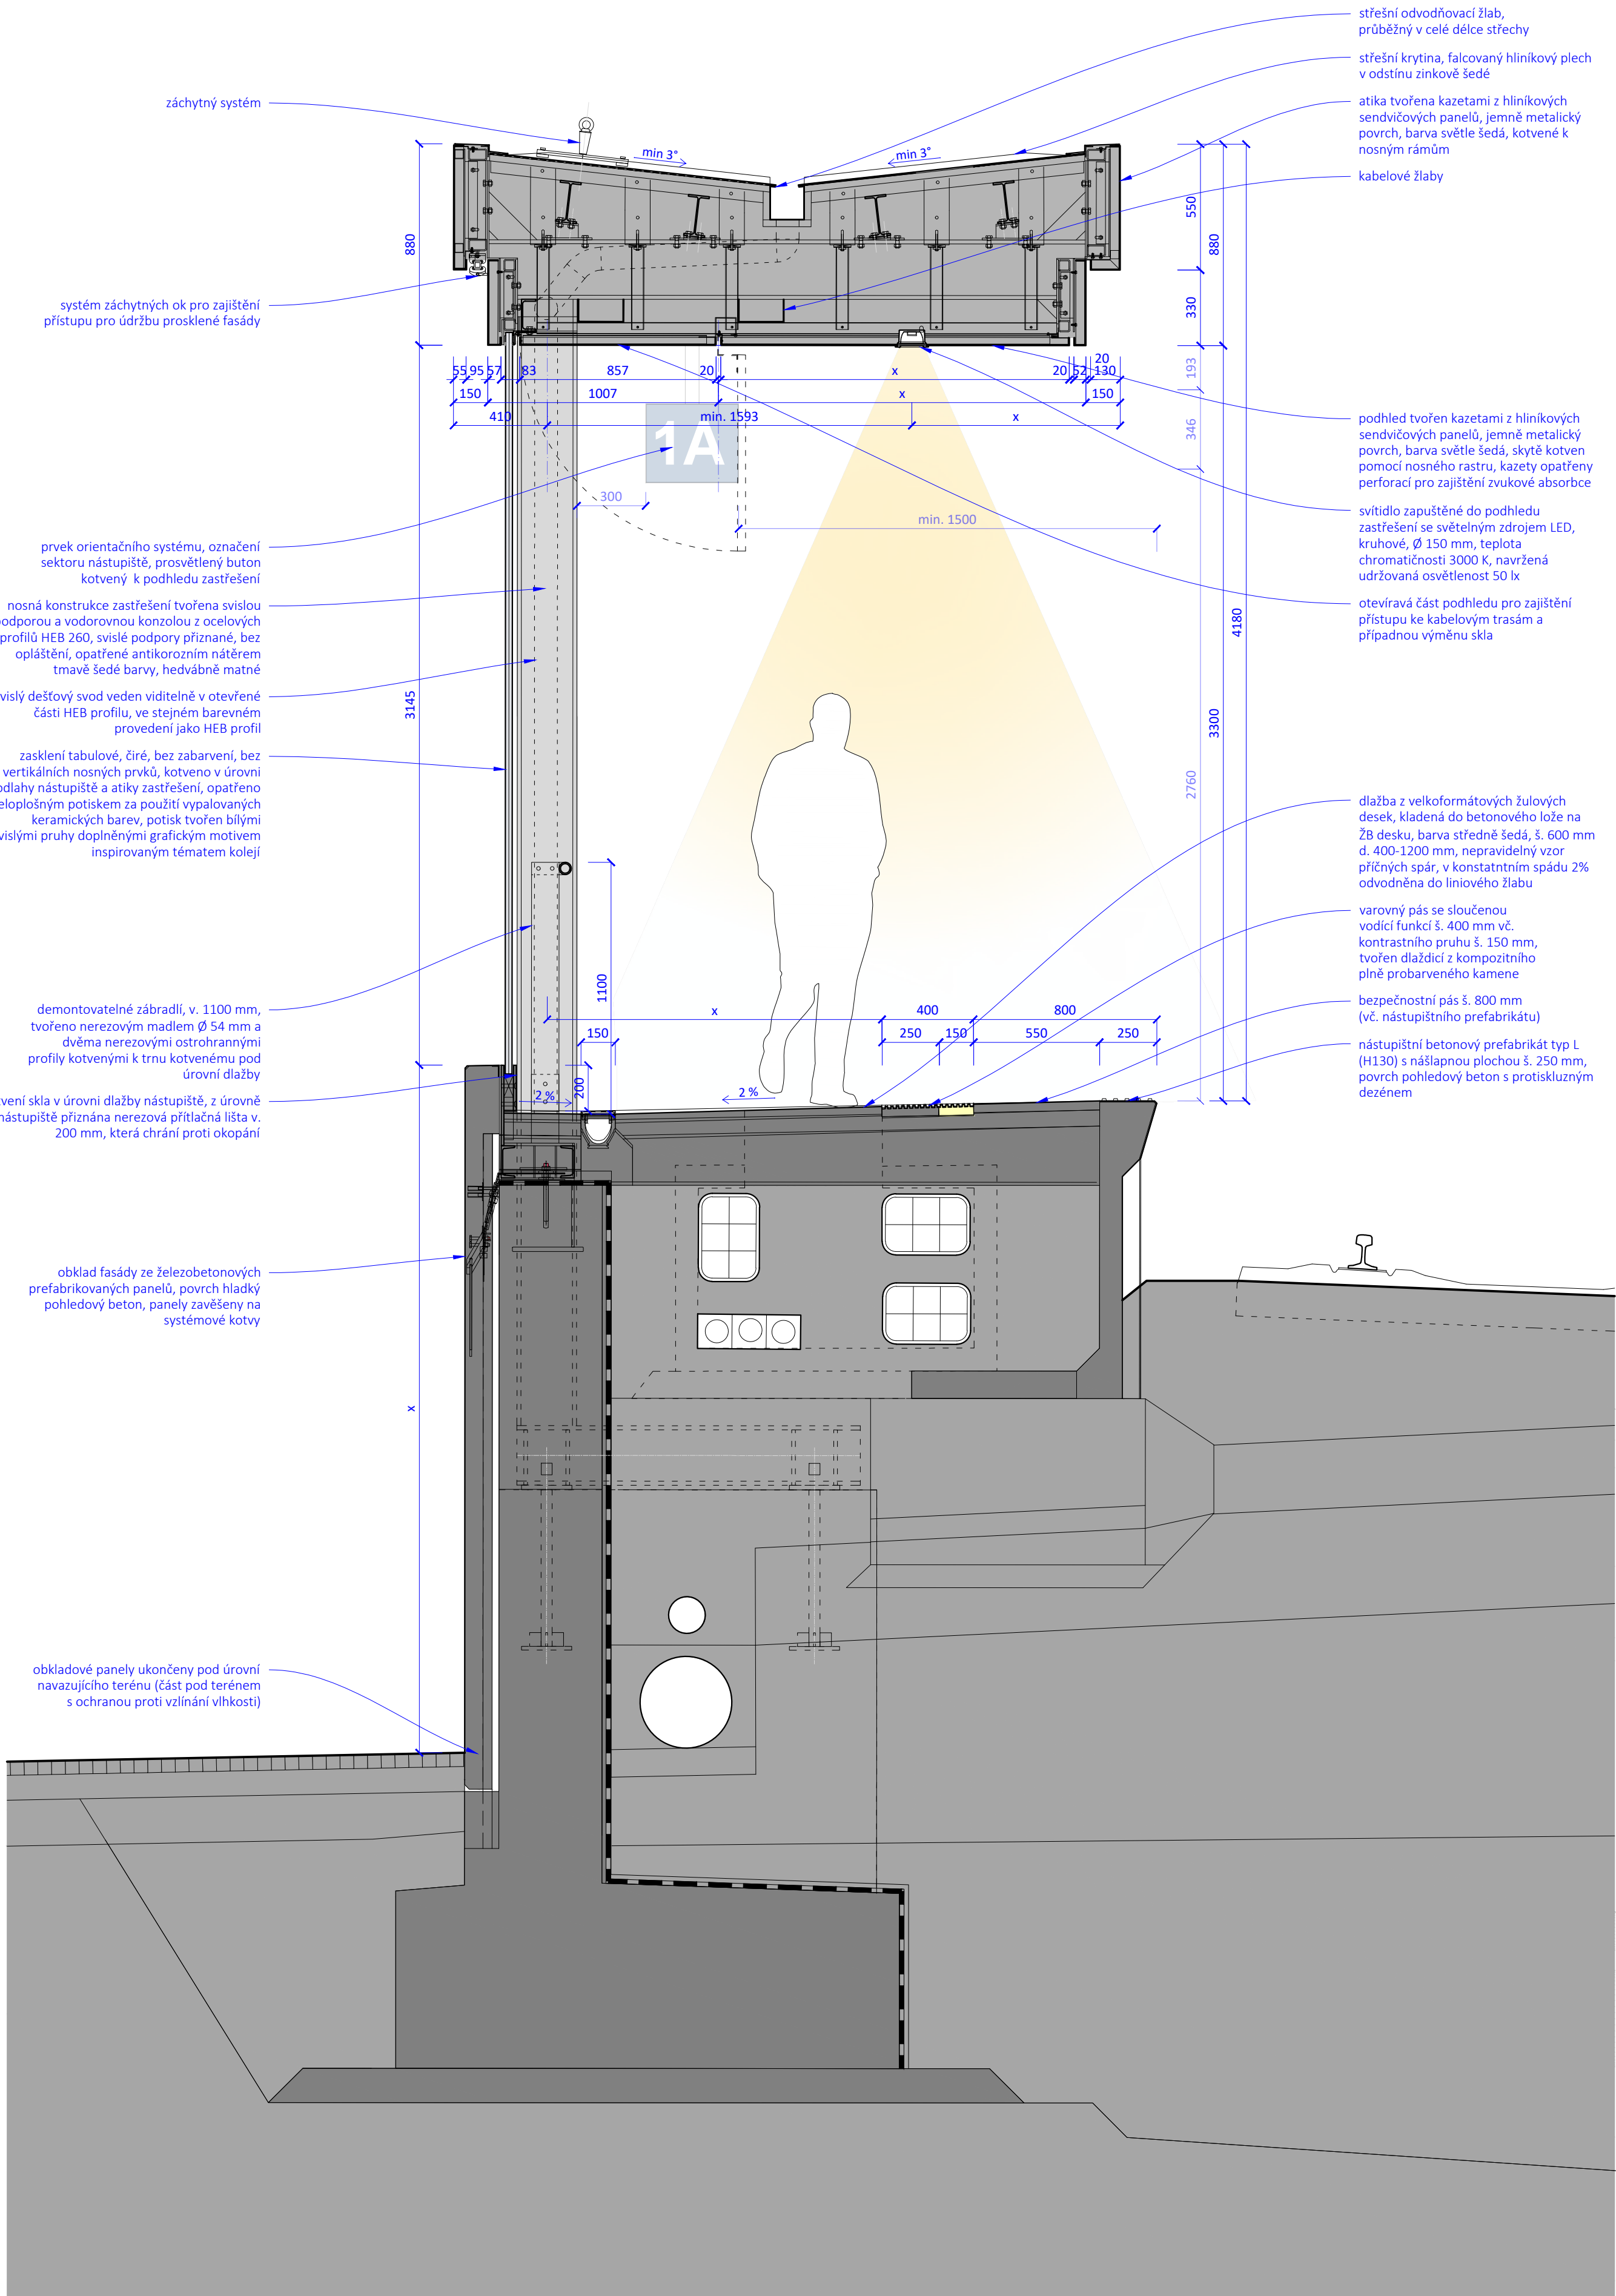 střešní odvodňovací žlab,
průběžný v celé délce střechy
střešní krytina, falcovaný hliníkový plech
v odstínu zinkově šedé
atika tvořena kazetami z hliníkových
sendvičových panelů, jemně metalický
povrch, barva světle šedá, kotvené k
nosným rámům
kabelové žlaby
záchytný systém
min 3°
min 3°
880
550
880
330
systém záchytných ok pro zajištění
přístupu pro údržbu prosklené fasády
55 95 57 83 857 20 x 20 52 20 130
150 1007 x 150
410 min. 1593 x
193
346
1A
300
min. 1500
podhled tvořen kazetami z hliníkových
sendvičových panelů, jemně metalický
povrch, barva světle šedá, skytě kotven
pomocí nosného rastru, kazety opatřeny
perforací pro zajištění zvukové absorbce
svítidlo zapuštěné do podhledu
zastřešení se světelným zdrojem LED,
kruhové, Ø 150 mm, teplota
chromatičnosti 3000 K, navržená
udržovaná osvětlenost 50 lx
otevíravá část podhledu pro zajištění
přístupu ke kabelovým trasám a
případnou výměnu skla
prvek orientačního systému, označení
sektoru nástupiště, prosvětlený buton
kotvený k podhledu zastřešení
nosná konstrukce zastřešení tvořena svislou
podporou a vodorovnou konzolou z ocelových
profilů HEB 260, svislé podpory přiznané, bez
opláštění, opatřené antikorozním nátěrem
tmavě šedé barvy, hedvábně matné
vislý dešťový svod veden viditelně v otevřené
části HEB profilu, ve stejném barevném
provedení jako HEB profil
zasklení tabulové, čiré, bez zabarvení, bez
vertikálních nosných prvků, kotveno v úrovni
odlahy nástupiště a atiky zastřešení, opatřeno
eloplošným potiskem za použití vypalovaných
keramických barev, potisk tvořen bílými
vislými pruhy doplněnými grafickým motivem
inspirovaným tématem kolejí
4180
3145
3300
2760
dlažba z velkoformátových žulových
desek, kladená do betonového lože na
ŽB desku, barva středně šedá, š. 600 mm
d. 400-1200 mm, nepravidelný vzor
příčných spár, v konstatntním spádu 2%
odvodněna do liniového žlabu
varovný pás se sloučenou
vodící funkcí š. 400 mm vč.
kontrastního pruhu š. 150 mm,
tvořen dlaždicí z kompozitního
plně probarveného kamene
bezpečnostní pás š. 800 mm
(vč. nástupištního prefabrikátu)
nástupištní betonový prefabrikát typ L
(H130) s nášlapnou plochou š. 250 mm,
povrch pohledový beton s protiskluzným
dezénem
demontovatelné zábradlí, v. 1100 mm,
tvořeno nerezovým madlem Ø 54 mm a
dvěma nerezovými ostrohrannými
profily kotvenými k trnu kotvenému pod
úrovní dlažby
1100
x 400 800
150 250 150 550 250
200
2 %
2 %
vení skla v úrovni dlažby nástupiště, z úrovně
nástupiště přiznána nerezová přítlačná lišta v.
200 mm, která chrání proti okopání
obklad fasády ze železobetonových
prefabrikovaných panelů, povrch hladký
pohledový beton, panely zavěšeny na
systémové kotvy
x
obkladové panely ukončeny pod úrovní
navazujícího terénu (část pod terénem
s ochranou proti vzlínání vlhkosti)